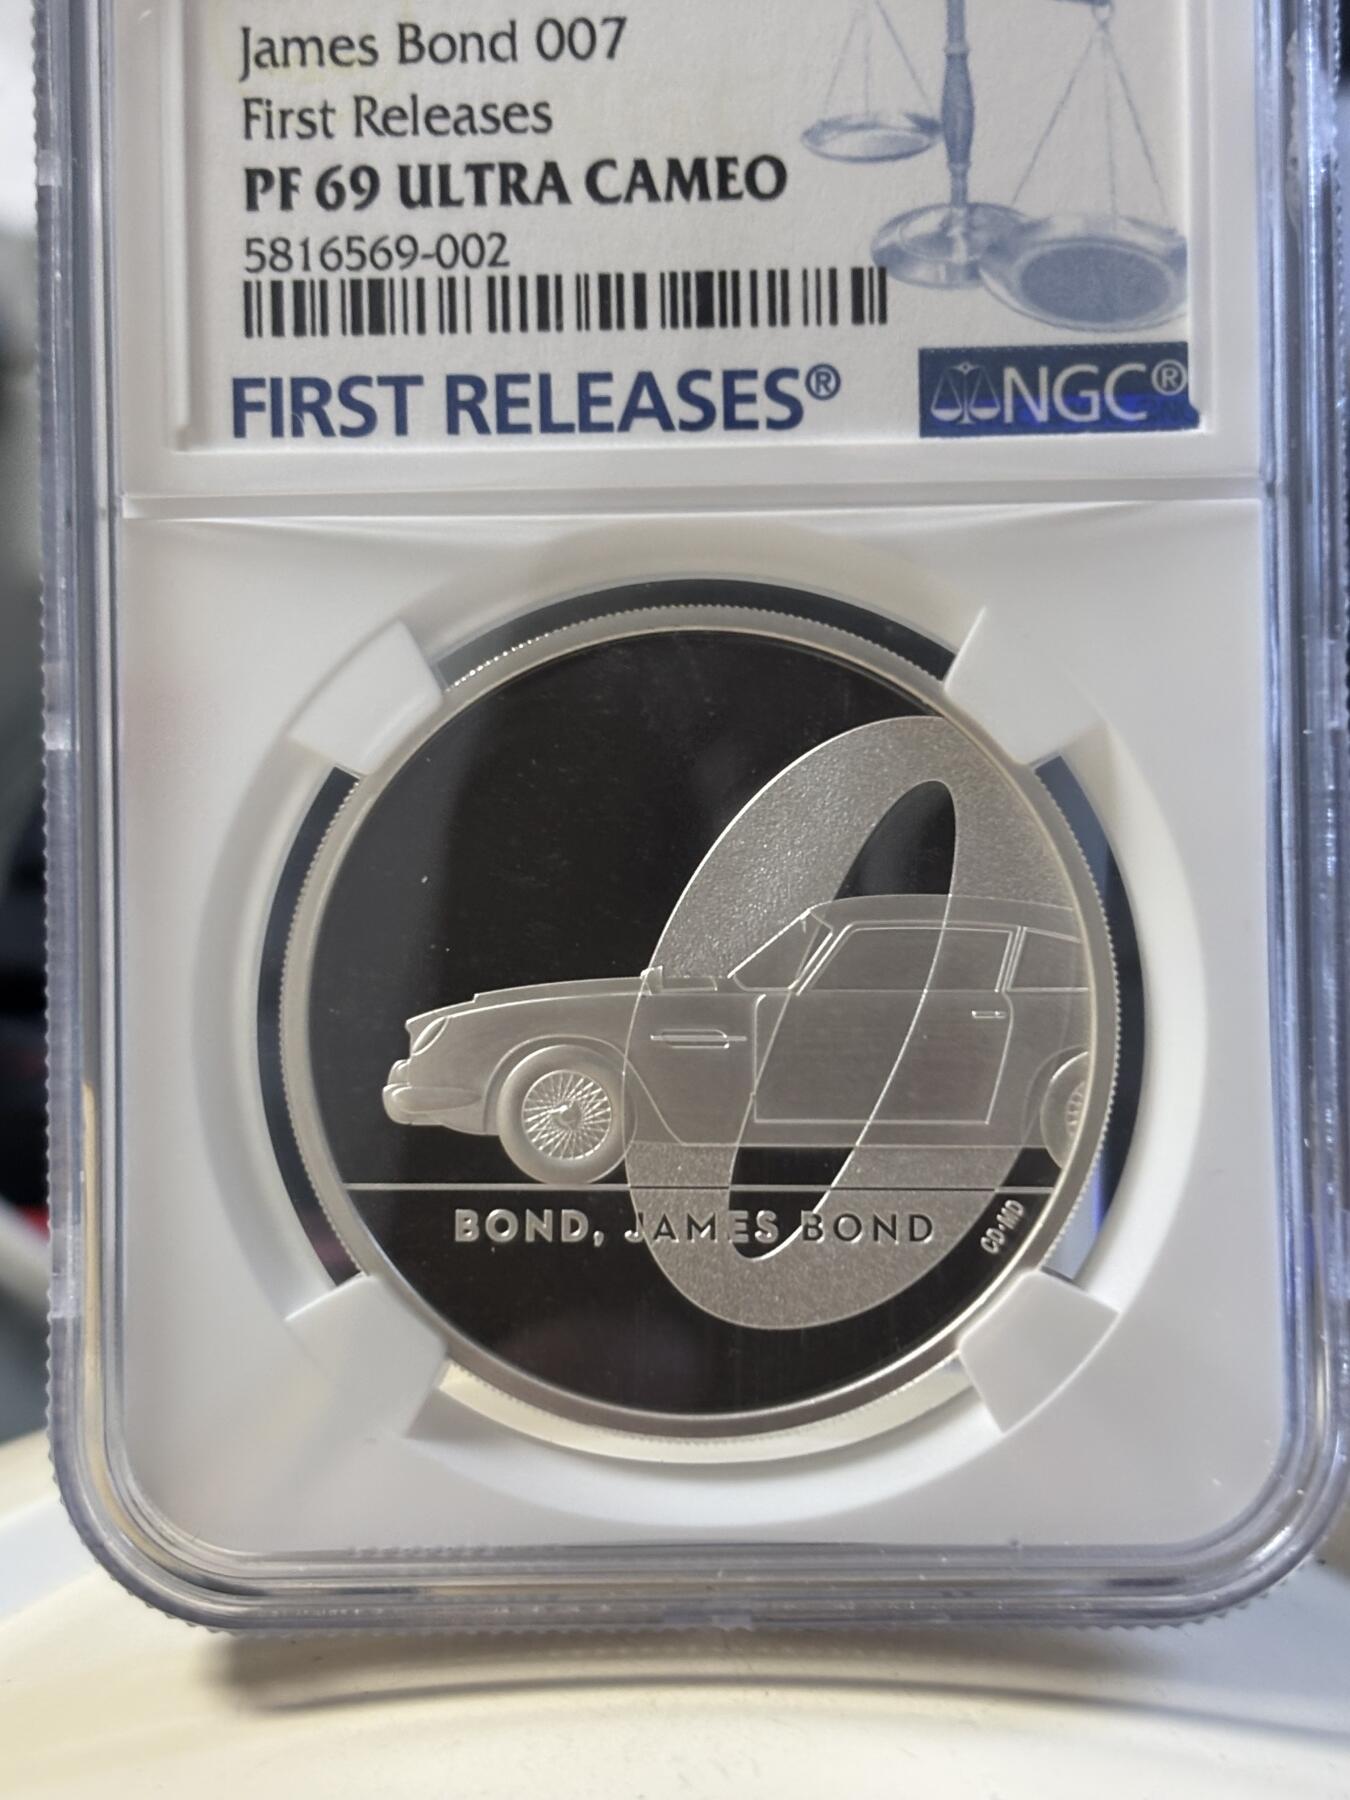 James Bond 007
First Releases
PF 69 ULTRA CAMEO
5816569-002
FIRST RELEASES®
NGC®
BOND, JAMES BOND
CD·MD